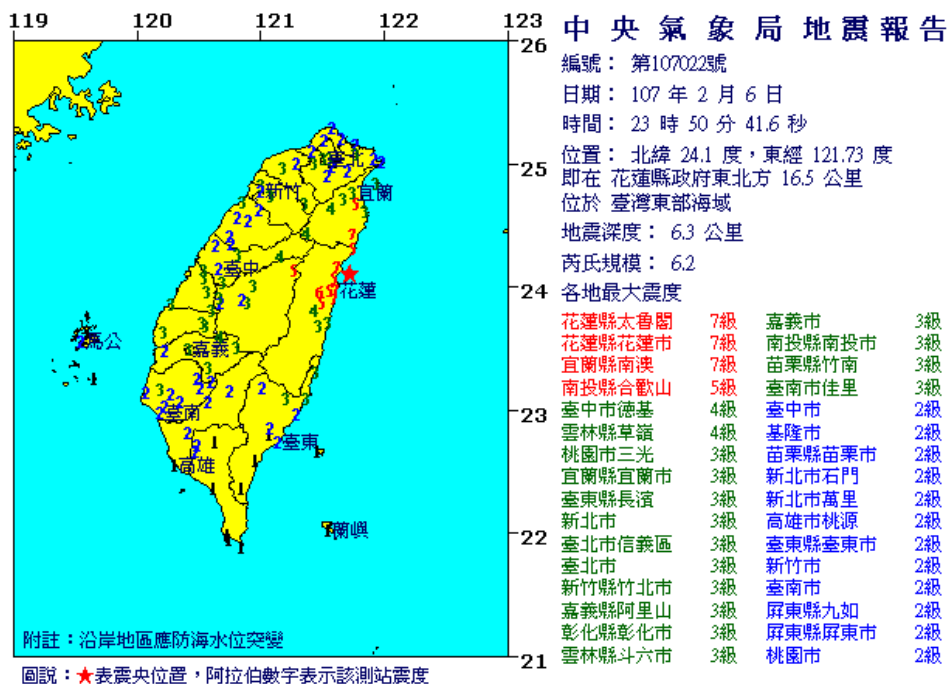 119 120 121 122 123
26
25
24
23
22
21
臺北
新竹
宜蘭
臺中
花蓮
馬公
嘉義
臺南
臺東
高雄
蘭嶼
附註：沿岸地區應防海水位突變
圖說：★表震央位置，阿拉伯數字表示該測站震度
中央氣象局地震報告
編號： 第107022號
日期： 107 年 2 月 6 日
時間： 23 時 50 分 41.6 秒
位置： 北緯 24.1 度，東經 121.73 度
即在 花蓮縣政府東北方 16.5 公里
位於 臺灣東部海域
地震深度： 6.3 公里
芮氏規模： 6.2
各地最大震度
花蓮縣太魯閣 7級 嘉義市 3級
花蓮縣花蓮市 7級 南投縣南投市 3級
宜蘭縣南澳 7級 苗栗縣竹南 3級
南投縣合歡山 5級 臺南市佳里 3級
臺中市德基 4級 臺中市 2級
雲林縣草嶺 4級 基隆市 2級
桃園市三光 3級 苗栗縣苗栗市 2級
宜蘭縣宜蘭市 3級 新北市石門 2級
臺東縣長濱 3級 新北市萬里 2級
新北市 3級 高雄市桃源 2級
臺北市信義區 3級 臺東縣臺東市 2級
臺北市 3級 新竹市 2級
新竹縣竹北市 3級 臺南市 2級
嘉義縣阿里山 3級 屏東縣九如 2級
彰化縣彰化市 3級 屏東縣屏東市 2級
雲林縣斗六市 3級 桃園市 2級